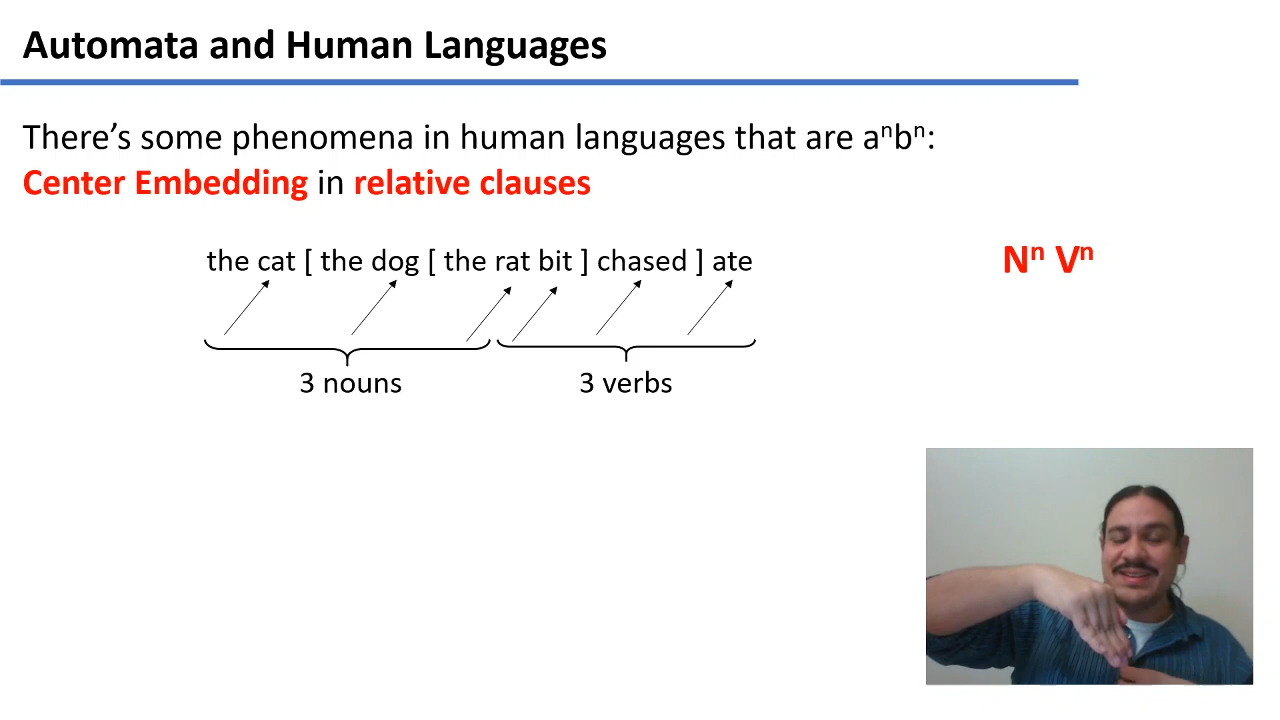 Automata and Human Languages
There's some phenomena in human languages that are aⁿbⁿ:
Center Embedding in relative clauses
the cat [ the dog [ the rat bit ] chased ] ate
Nⁿ Vⁿ
3 nouns
3 verbs